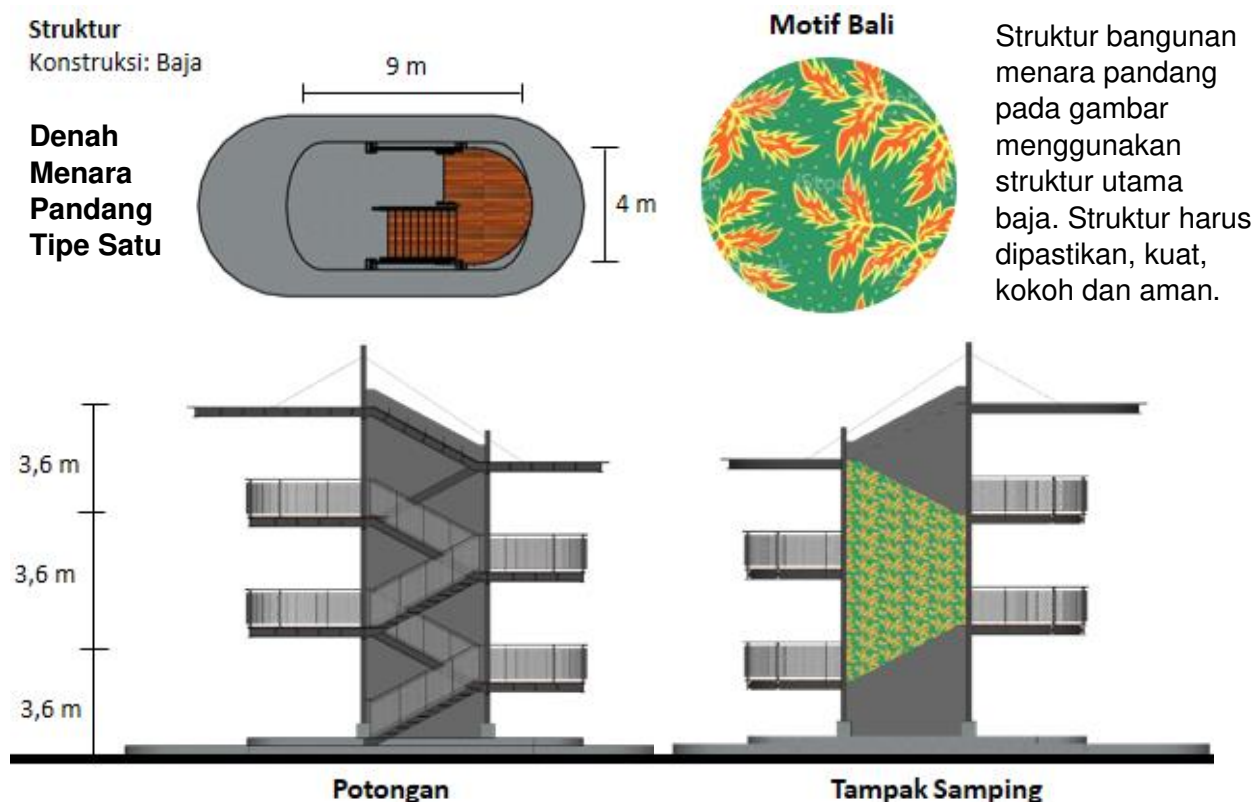 Struktur
Konstruksi: Baja
9 m
Denah
Menara
Pandang
Tipe Satu
4 m
Motif Bali
Struktur bangunan
menara pandang
pada gambar
menggunakan
struktur utama
baja. Struktur harus
dipastikan, kuat,
kokoh dan aman.
3,6 m
3,6 m
3,6 m
Potongan
Tampak Samping